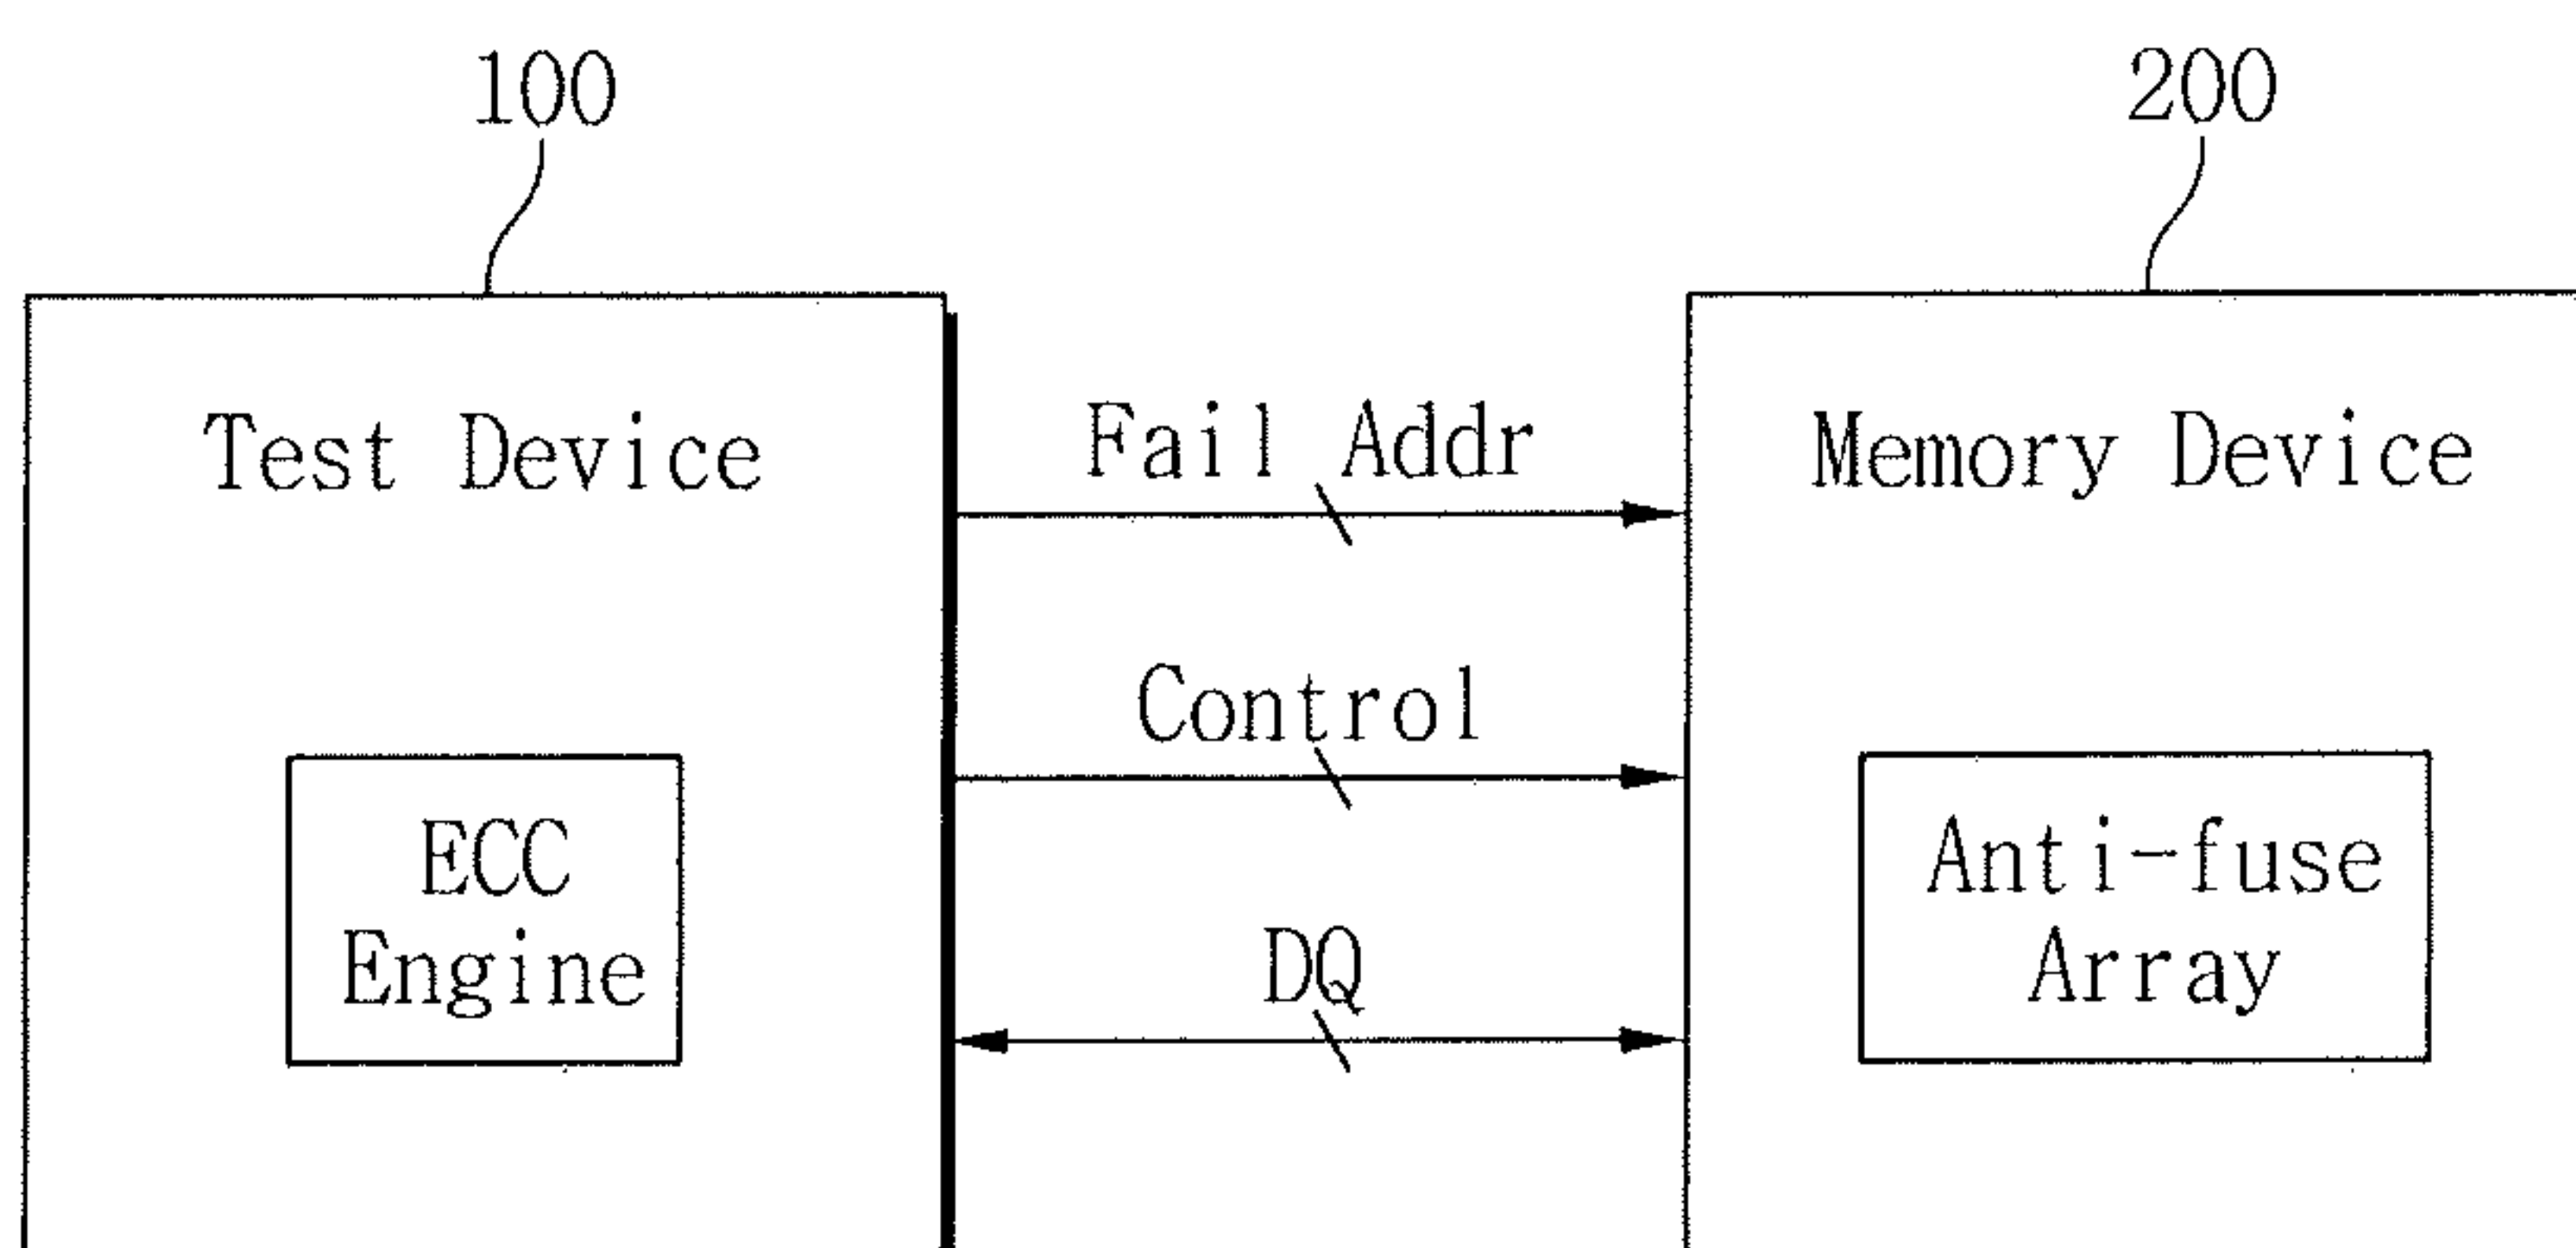 100
200
Test Device
Fail Addr
Memory Device
Control
ECC
Engine
DQ
Anti-fuse
Array